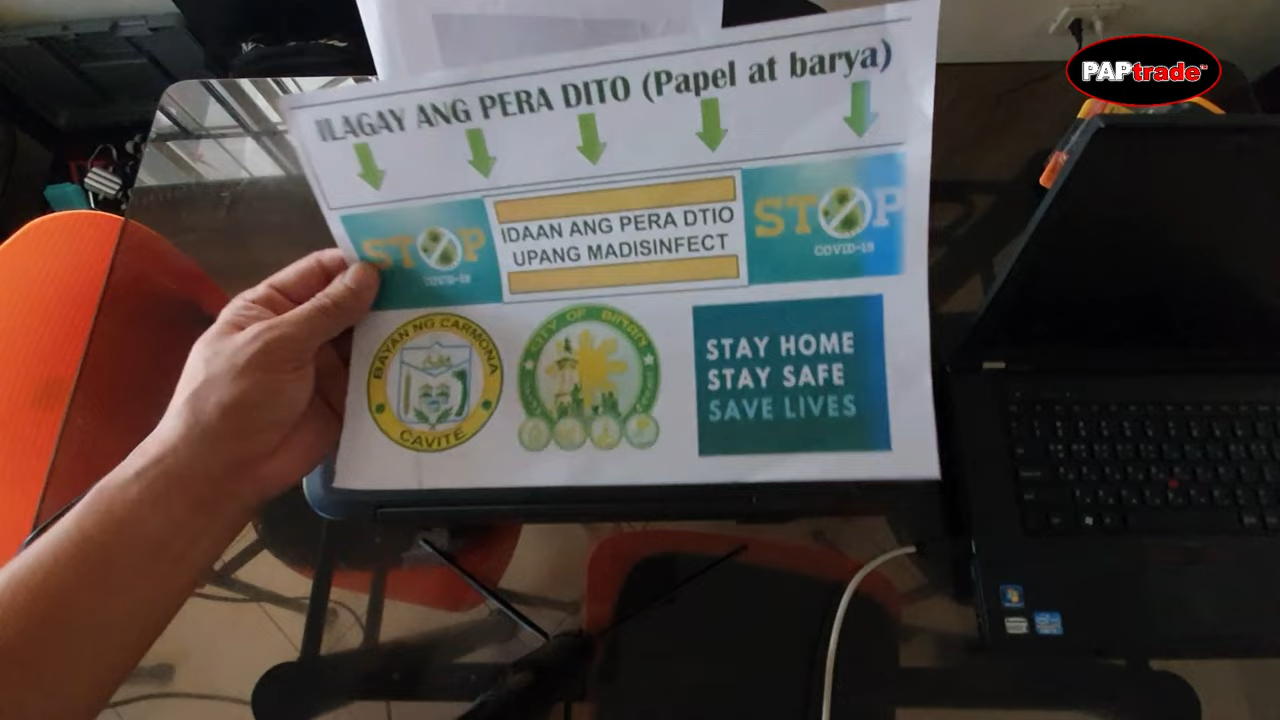 PAPtrade
ILAGAY ANG PERA DITO (Papel at barya)
STOP
COVID-19
IDAAN ANG PERA DTIO
UPANG MADISINFECT
STOP
COVID-19
BAYAN NG CARMONA
CAVITE
CITY OF BIÑAN
STAY HOME
STAY SAFE
SAVE LIVES